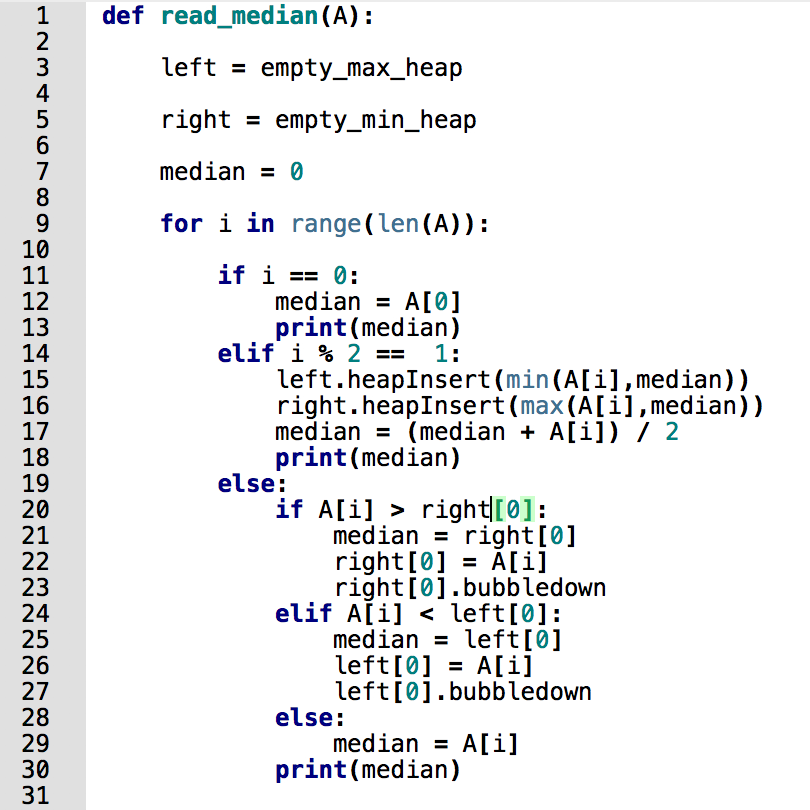 1 def read_median(A):
2
3     left = empty_max_heap
4
5     right = empty_min_heap
6
7     median = 0
8
9     for i in range(len(A)):
10
11         if i == 0:
12             median = A[0]
13             print(median)
14         elif i % 2 ==  1:
15             left.heapInsert(min(A[i],median))
16             right.heapInsert(max(A[i],median))
17             median = (median + A[i]) / 2
18             print(median)
19         else:
20             if A[i] > right[0]:
21                 median = right[0]
22                 right[0] = A[i]
23                 right[0].bubbledown
24             elif A[i] < left[0]:
25                 median = left[0]
26                 left[0] = A[i]
27                 left[0].bubbledown
28             else:
29                 median = A[i]
30             print(median)
31